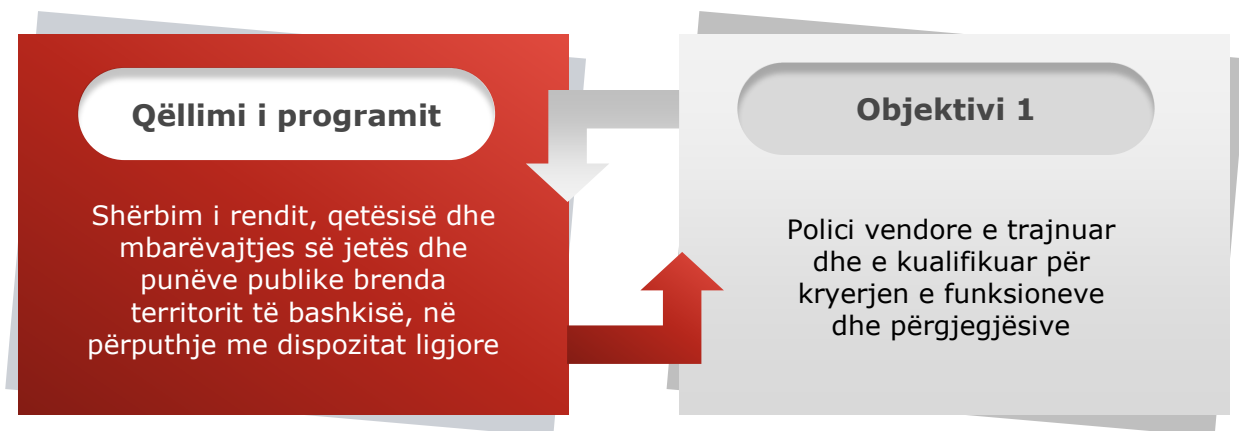 Qëllimi i programit
Shërbim i rendit, qetësisë dhe
mbarëvajtjes së jetës dhe
punëve publike brenda
territorit të bashkisë, në
përputhje me dispozitat ligjore
Objektivi 1
Polici vendore e trajnuar
dhe e kualifikuar për
kryerjen e funksioneve
dhe përgjegjësive